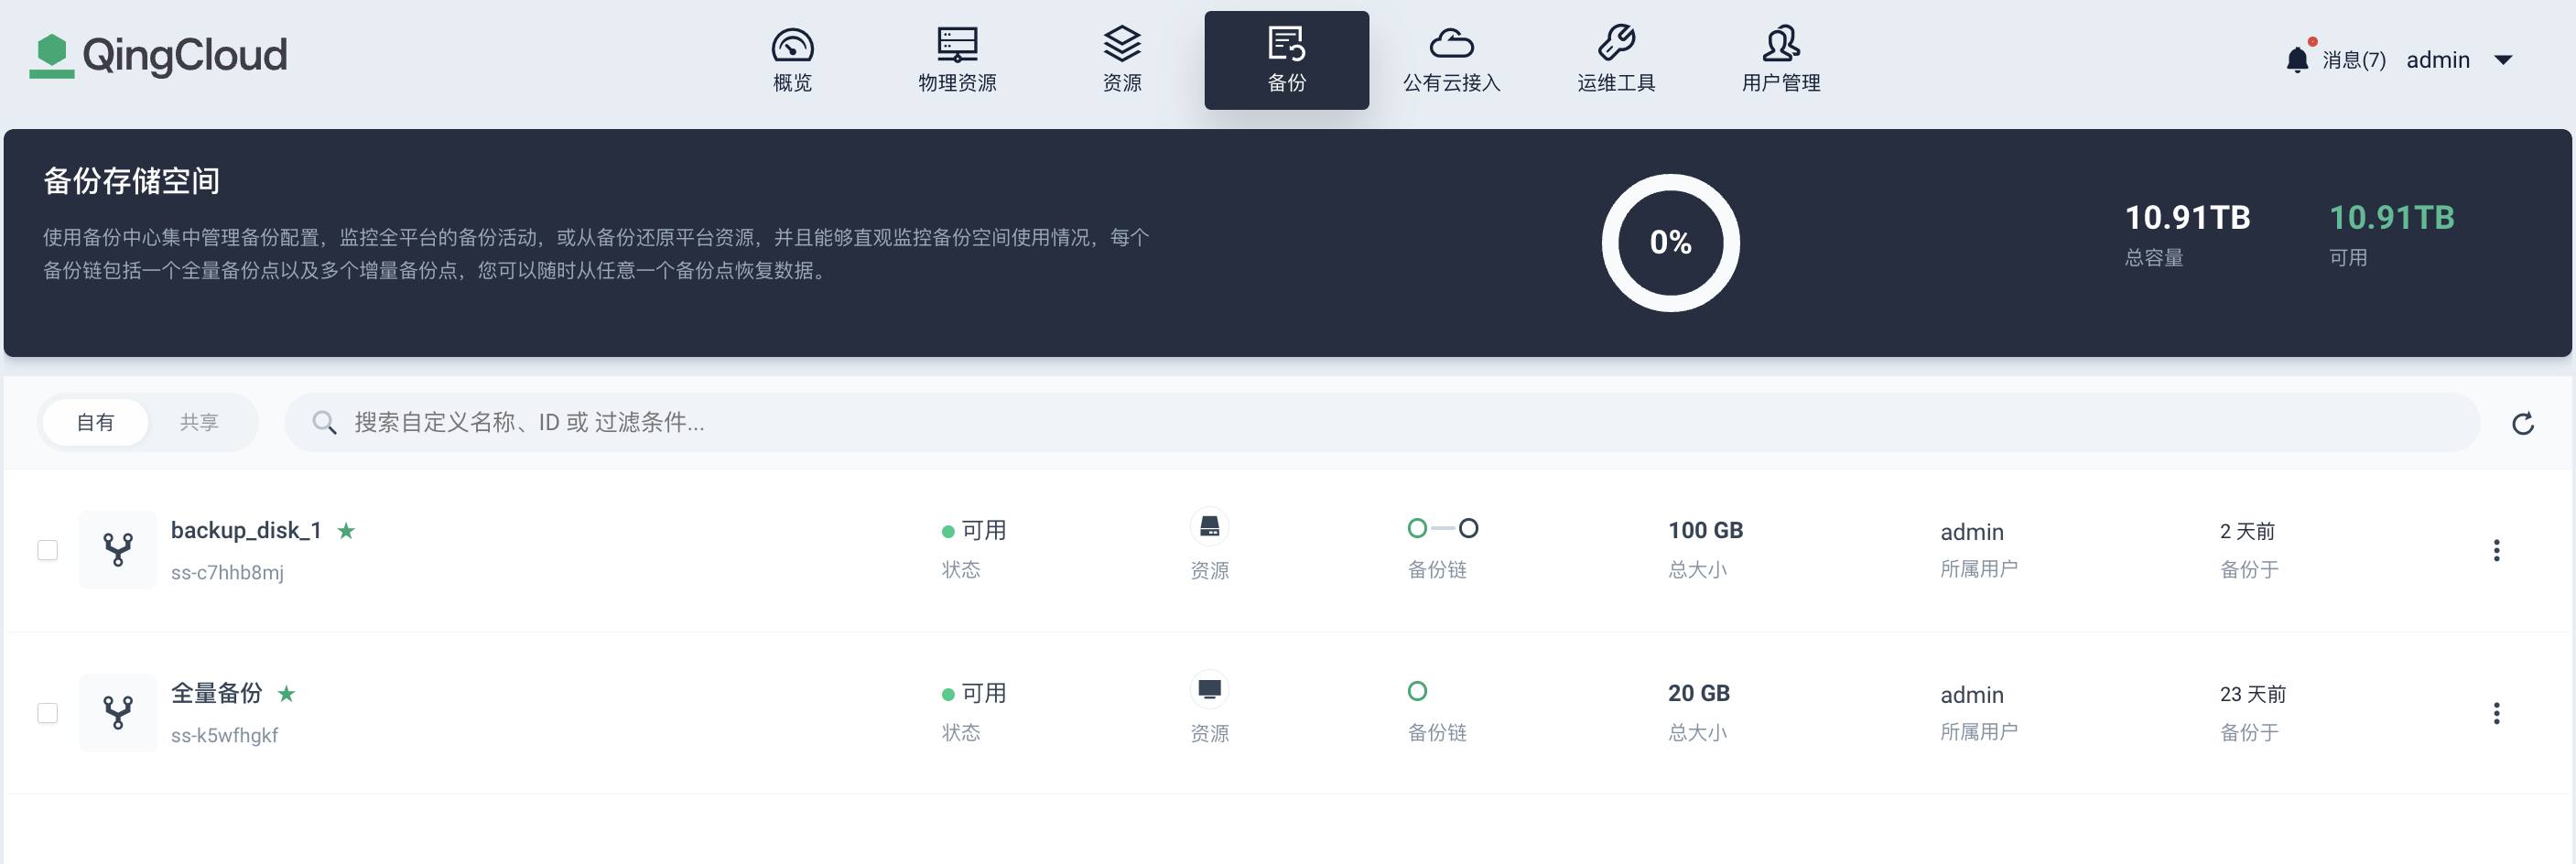 QingCloud
概览
物理资源
资源
备份
公有云接入
运维工具
用户管理
消息(7)
admin
备份存储空间
使用备份中心集中管理备份配置，监控全平台的备份活动，或从备份还原平台资源，并且能够直观监控备份空间使用情况，每个
备份链包括一个全量备份点以及多个增量备份点，您可以随时从任意一个备份点恢复数据。
0%
10.91TB
总容量
10.91TB
可用
自有
共享
搜索自定义名称、ID 或 过滤条件...
backup_disk_1
ss-c7hhb8mj
可用
状态
资源
备份链
100 GB
总大小
admin
所属用户
2 天前
备份于
全量备份
ss-k5wfhgkf
可用
状态
资源
备份链
20 GB
总大小
admin
所属用户
23 天前
备份于